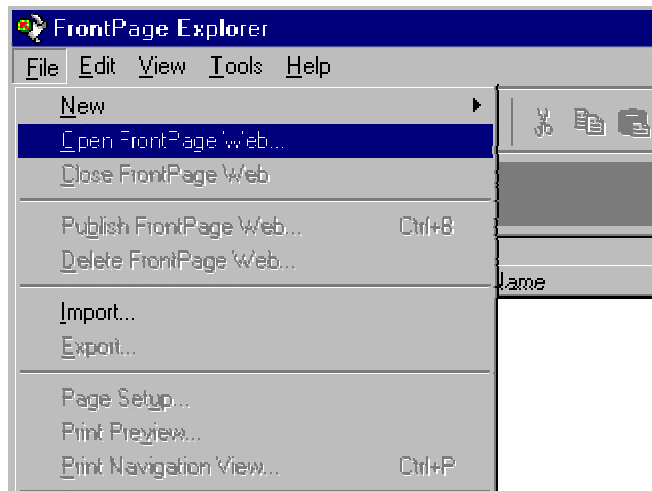 FrontPage Explorer
File Edit View Tools Help
New
Open FrontPage Web...
Close FrontPage Web
Publish FrontPage Web... Ctrl+B
Delete FrontPage Web...
Name
Import...
Export...
Page Setup...
Print Preview...
Print Navigation View... Ctrl+P